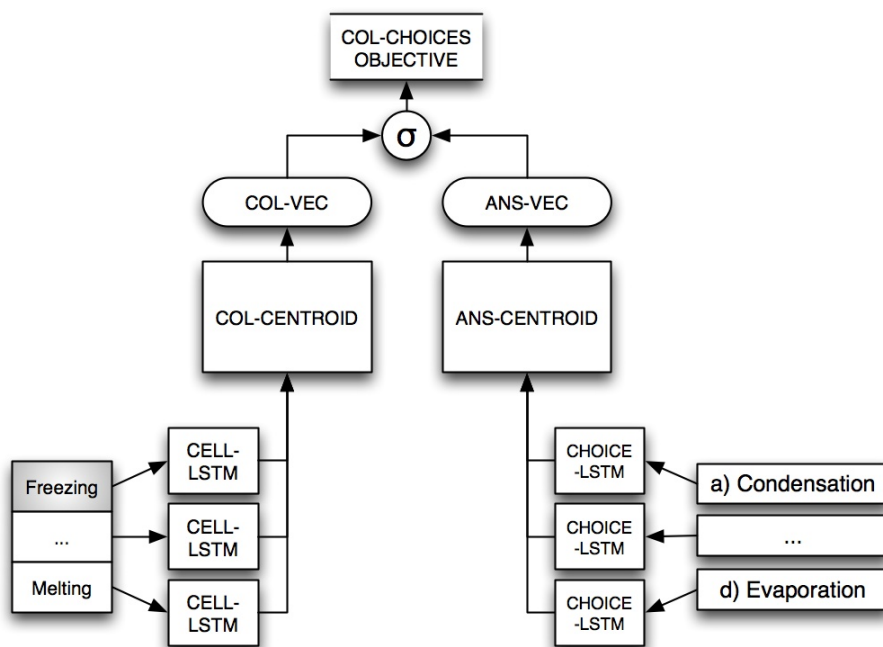 COL-CHOICES
OBJECTIVE
σ
COL-VEC
ANS-VEC
COL-CENTROID
ANS-CENTROID
Freezing
...
Melting
CELL-
LSTM
CELL-
LSTM
CELL-
LSTM
CHOICE
-LSTM
CHOICE
-LSTM
CHOICE
-LSTM
a) Condensation
...
d) Evaporation